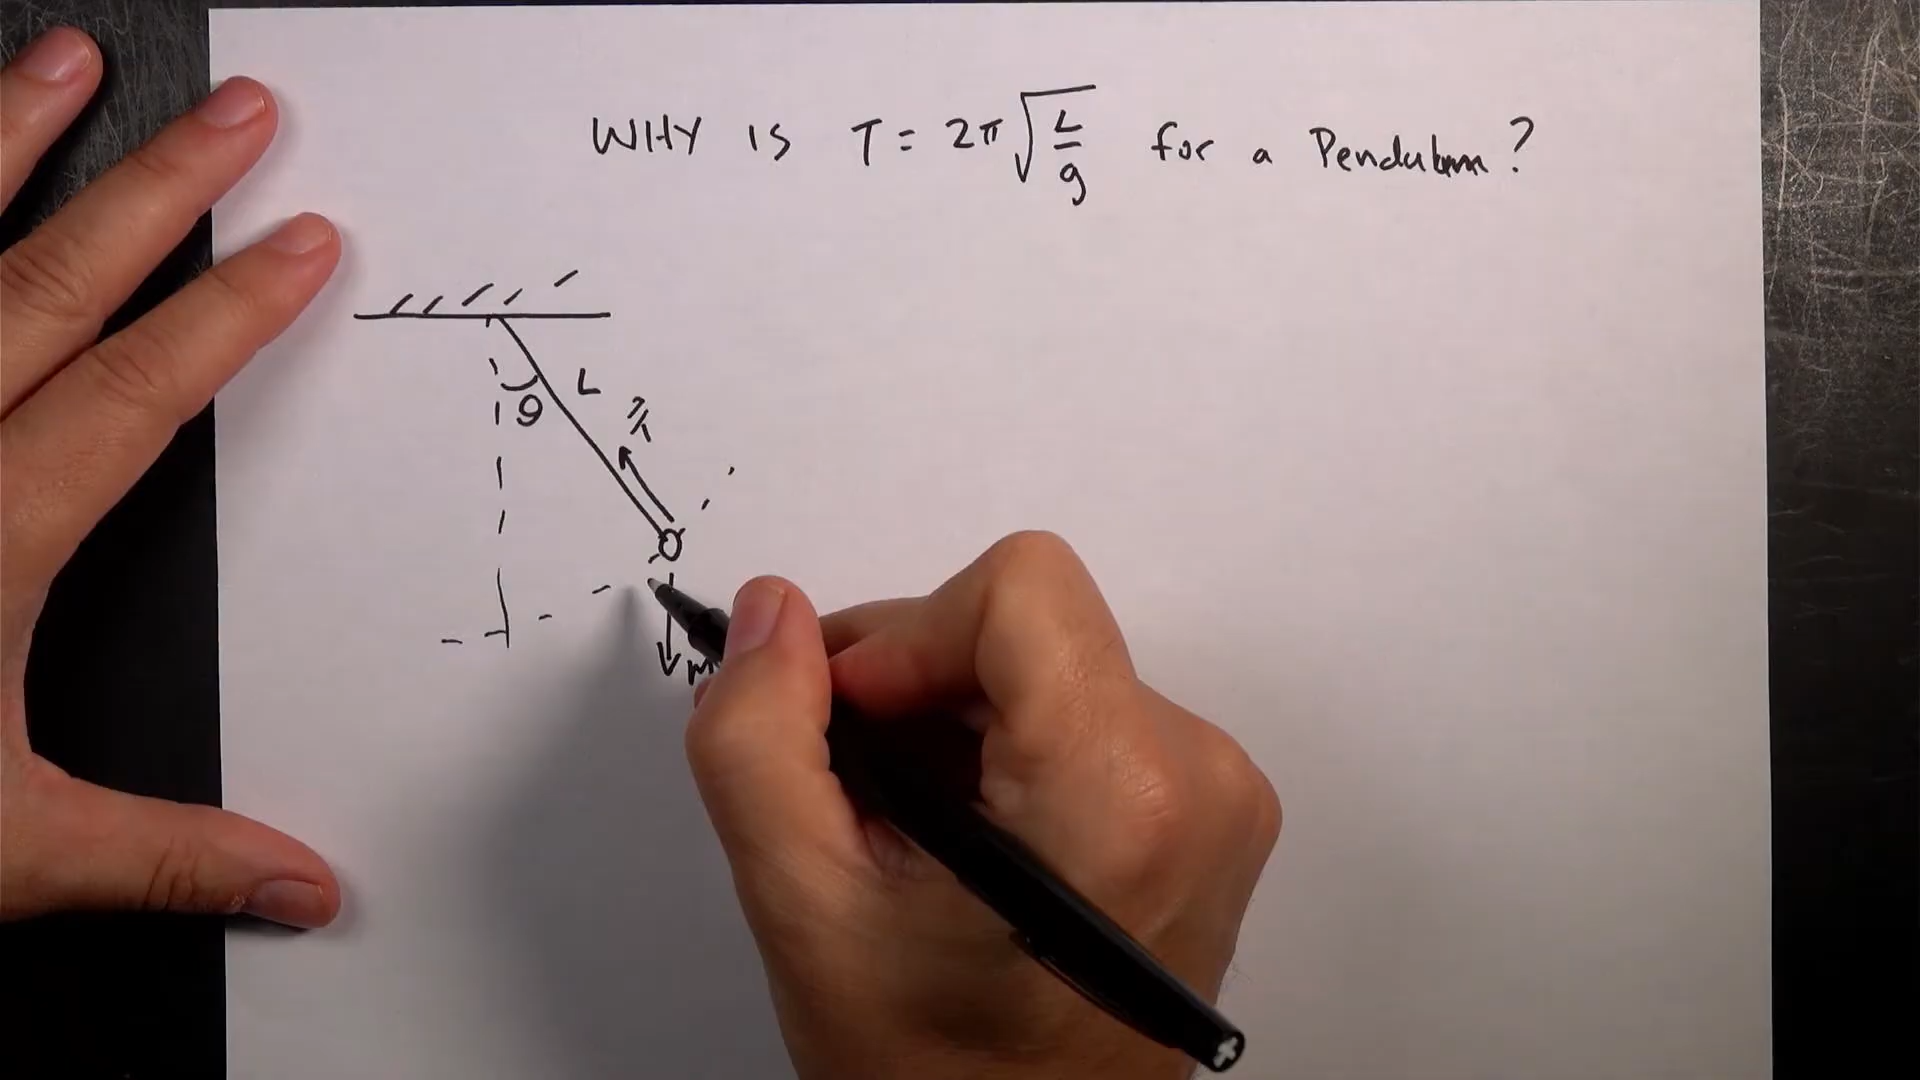 WHY IS T = 2π√(L/g) for a Pendulum?
L
θ